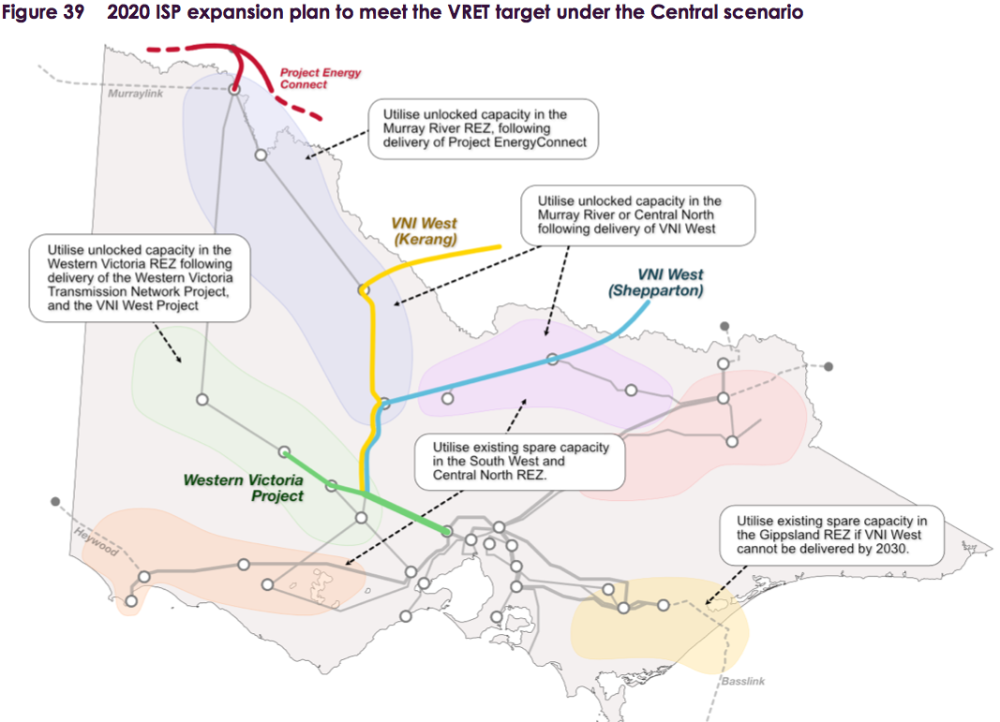 Figure 39 2020 ISP expansion plan to meet the VRET target under the Central scenario
Project Energy
Connect
Murraylink
Utilise unlocked capacity in the
Murray River REZ, following
delivery of Project EnergyConnect
Utilise unlocked capacity in the
Murray River or Central North
following delivery of VNI West
VNI West
(Kerang)
Utilise unlocked capacity in the
Western Victoria REZ following
delivery of the Western Victoria
Transmission Network Project,
and the VNI West Project
VNI West
(Shepparton)
Utilise existing spare capacity
in the South West and
Central North REZ.
Western Victoria
Project
Heywood
Utilise existing spare capacity in
the Gippsland REZ if VNI West
cannot be delivered by 2030.
Basslink